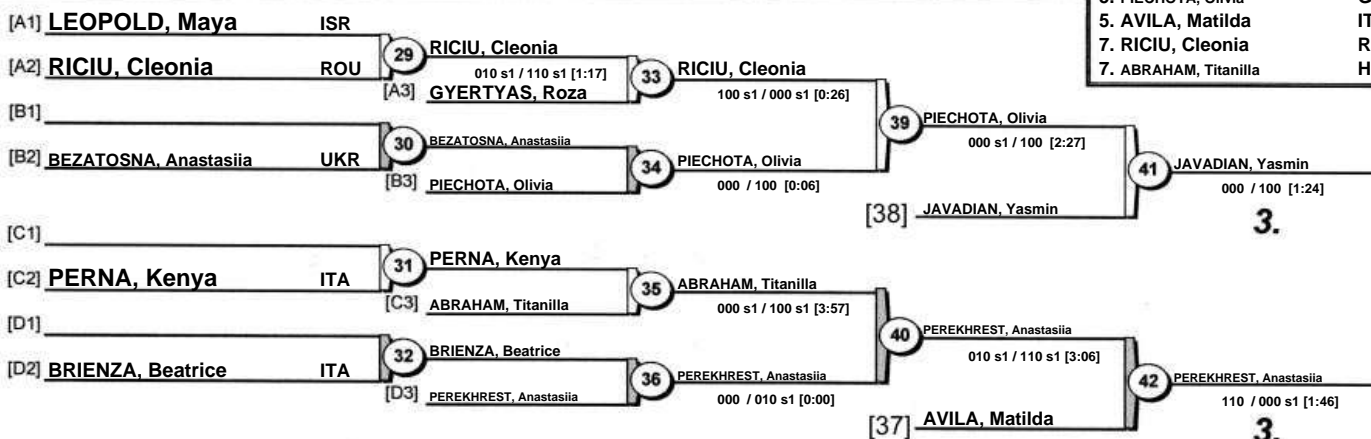 [A1] LEOPOLD, Maya ISR
[A2] RICIU, Cleonia ROU
29
RICIU, Cleonia
010 s1 / 110 s1 [1:17]
[A3] GYERTYAS, Roza
33
RICIU, Cleonia
100 s1 / 000 s1 [0:26]
[B1]
[B2] BEZATOSNA, Anastasiia UKR
30
BEZATOSNA, Anastasiia
[B3] PIECHOTA, Olivia
34
PIECHOTA, Olivia
000 / 100 [0:06]
39
PIECHOTA, Olivia
000 s1 / 100 [2:27]
[38] JAVADIAN, Yasmin
41
JAVADIAN, Yasmin
000 / 100 [1:24]
3.
[C1]
[C2] PERNA, Kenya ITA
31
PERNA, Kenya
[C3] ABRAHAM, Titanilla
35
ABRAHAM, Titanilla
000 s1 / 100 s1 [3:57]
[D1]
[D2] BRIENZA, Beatrice ITA
32
BRIENZA, Beatrice
[D3] PEREKHREST, Anastasiia
36
PEREKHREST, Anastasiia
000 / 010 s1 [0:00]
40
PEREKHREST, Anastasiia
010 s1 / 110 s1 [3:06]
[37] AVILA, Matilda
42
PEREKHREST, Anastasiia
110 / 000 s1 [1:46]
3.
5. AVILA, Matilda
7. RICIU, Cleonia R
7. ABRAHAM, Titanilla H